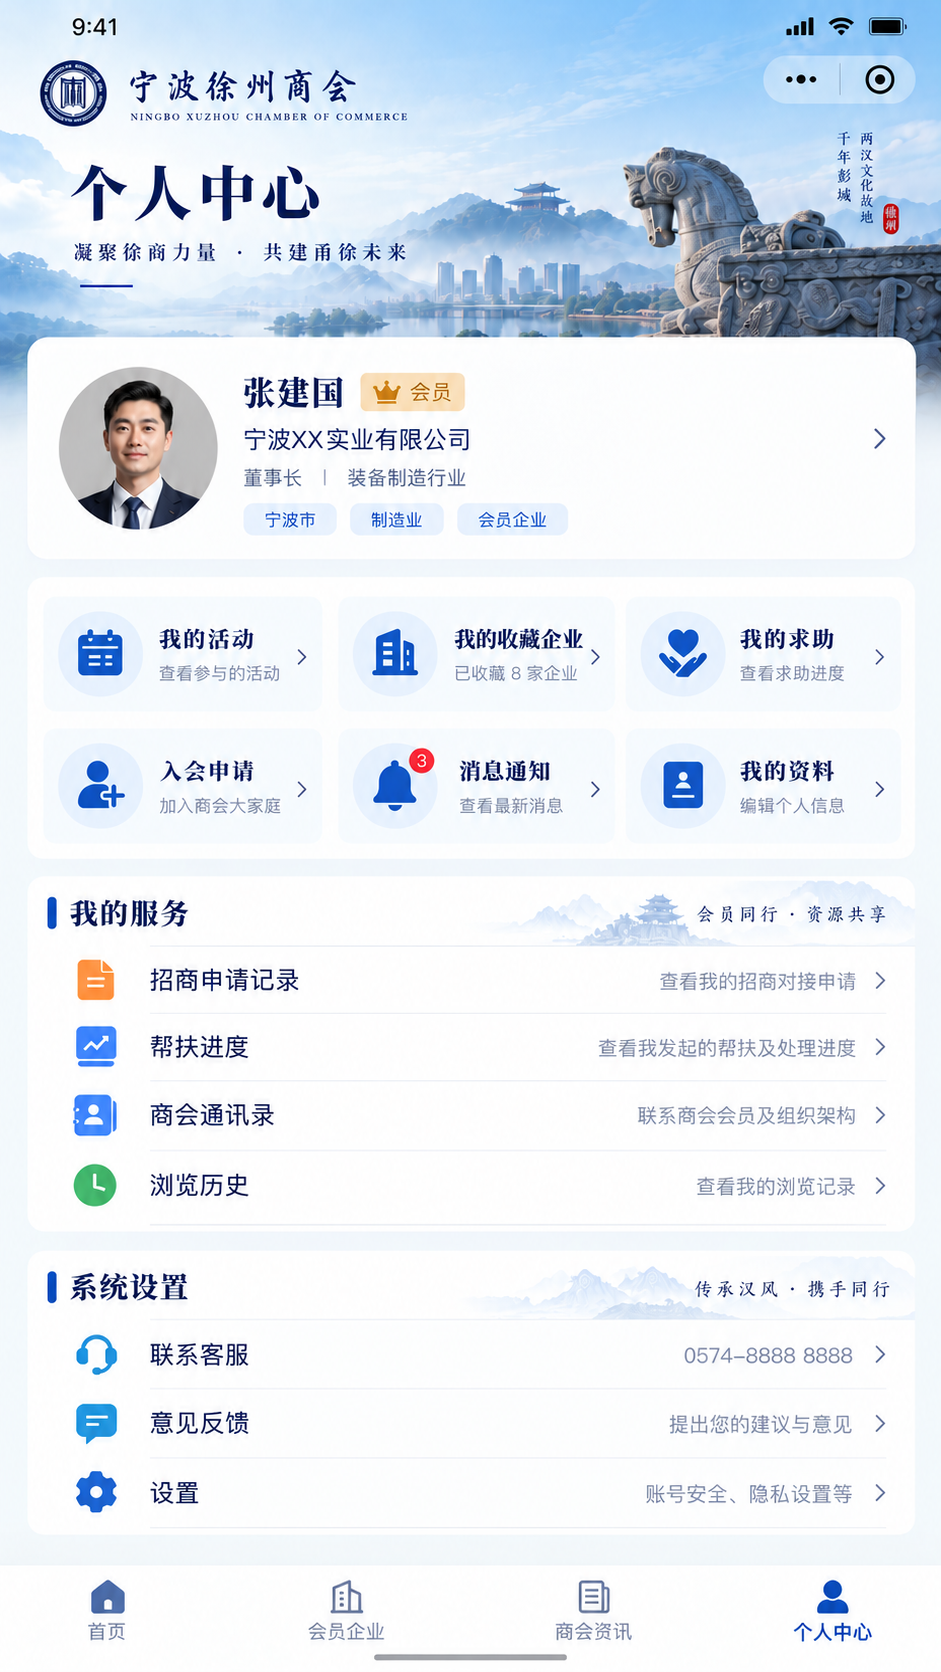 9:41
宁波徐州商会
NINGBO XUZHOU CHAMBER OF COMMERCE
两汉文化故地
千年彭城
徐州
个人中心
凝聚徐商力量 · 共建甬徐未来
张建国
会员
宁波XX实业有限公司
董事长 | 装备制造行业
宁波市 制造业 会员企业
我的活动
查看参与的活动
我的收藏企业
已收藏 8 家企业
我的求助
查看求助进度
入会申请
加入商会大家庭
3
消息通知
查看最新消息
我的资料
编辑个人信息
我的服务
会员同行 · 资源共享
招商申请记录 查看我的招商对接申请
帮扶进度 查看我发起的帮扶及处理进度
商会通讯录 联系商会会员及组织架构
浏览历史 查看我的浏览记录
系统设置
传承汉风 · 携手同行
联系客服 0574-8888 8888
意见反馈 提出您的建议与意见
设置 账号安全、隐私设置等
首页 会员企业 商会资讯 个人中心